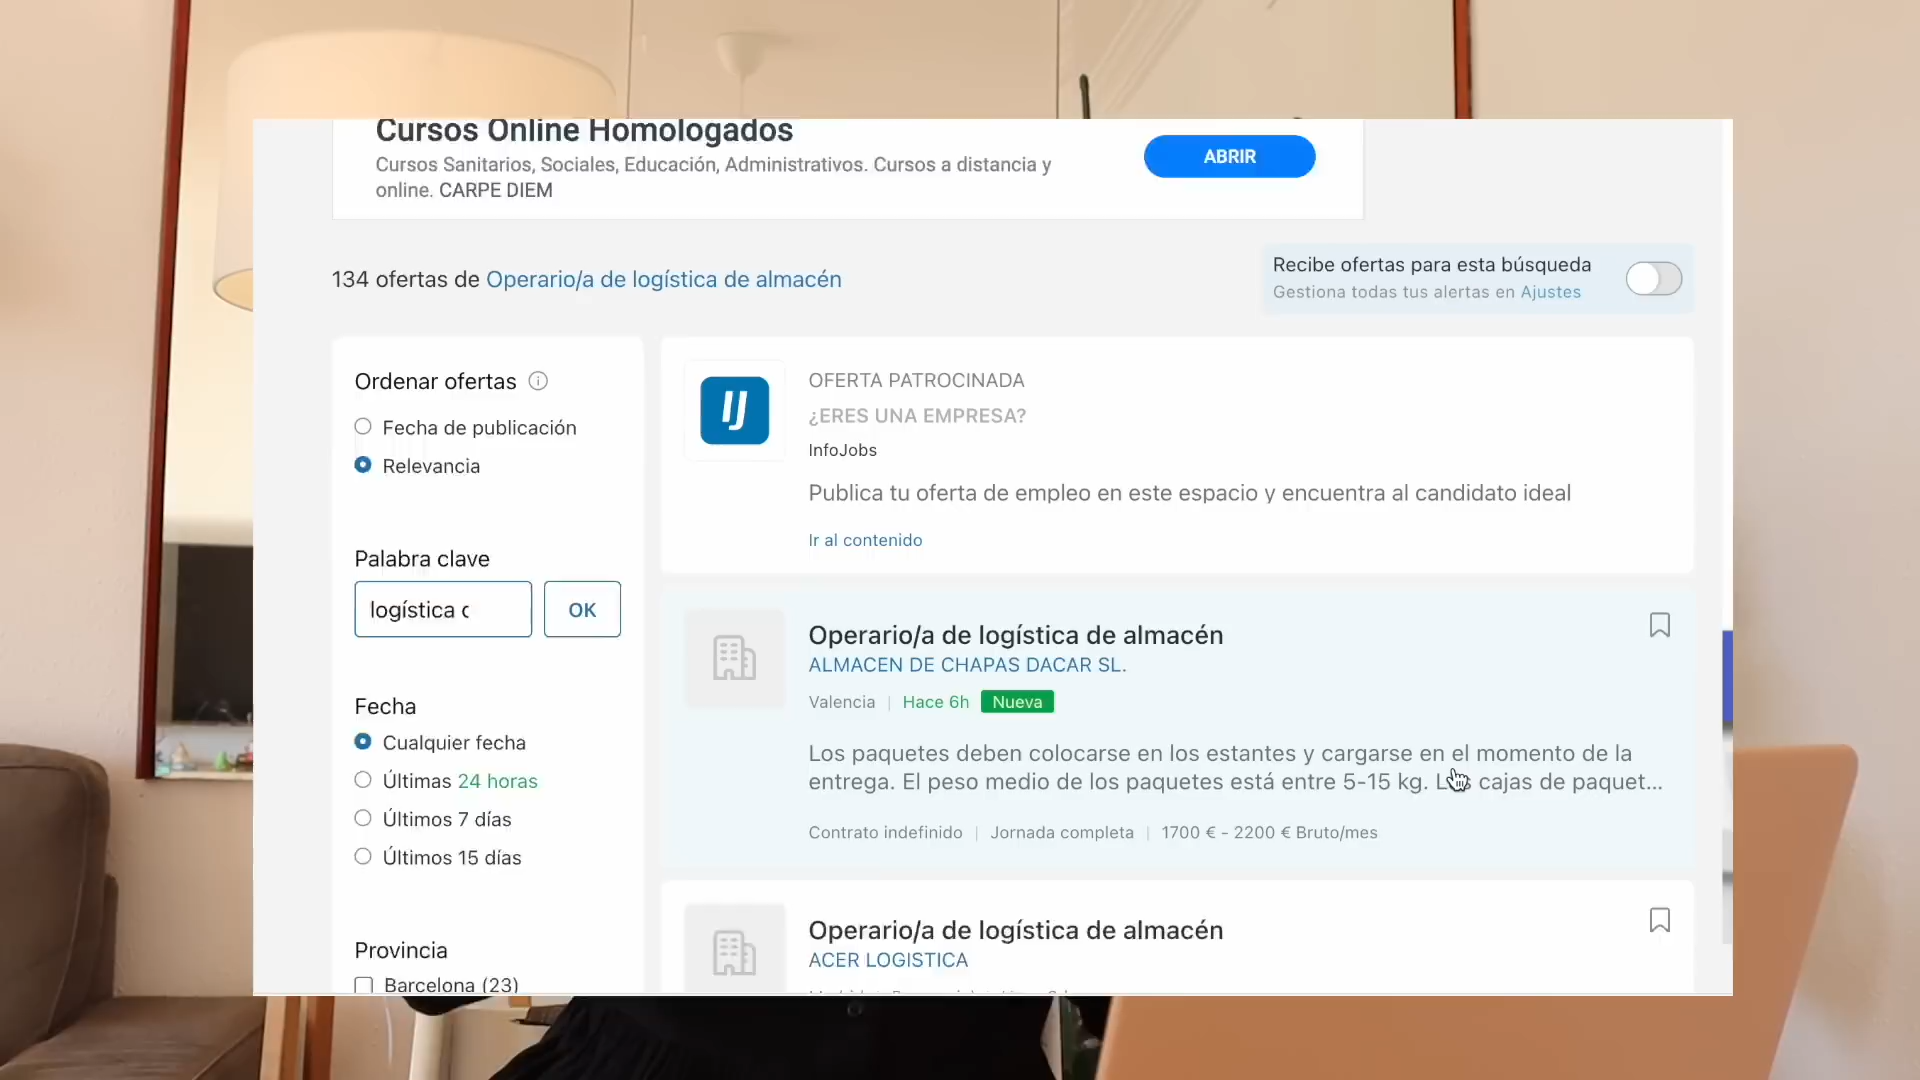 Cursos Online Homologados
Cursos Sanitarios, Sociales, Educación, Administrativos. Cursos a distancia y
online. CARPE DIEM
ABRIR
134 ofertas de Operario/a de logística de almacén
Recibe ofertas para esta búsqueda
Gestiona todas tus alertas en Ajustes
Ordenar ofertas
Fecha de publicación
Relevancia
Palabra clave
logística
OK
Fecha
Cualquier fecha
Últimas 24 horas
Últimos 7 días
Últimos 15 días
Provincia
Barcelona (23)
IJ
OFERTA PATROCINADA
¿ERES UNA EMPRESA?
InfoJobs
Publica tu oferta de empleo en este espacio y encuentra al candidato ideal
Ir al contenido
Operario/a de logística de almacén
ALMACEN DE CHAPAS DACAR SL.
Valencia | Hace 6h Nueva
Los paquetes deben colocarse en los estantes y cargarse en el momento de la
entrega. El peso medio de los paquetes está entre 5-15 kg. cajas de paquet...
Contrato indefinido | Jornada completa | 1700 € - 2200 € Bruto/mes
Operario/a de logística de almacén
ACER LOGISTICA